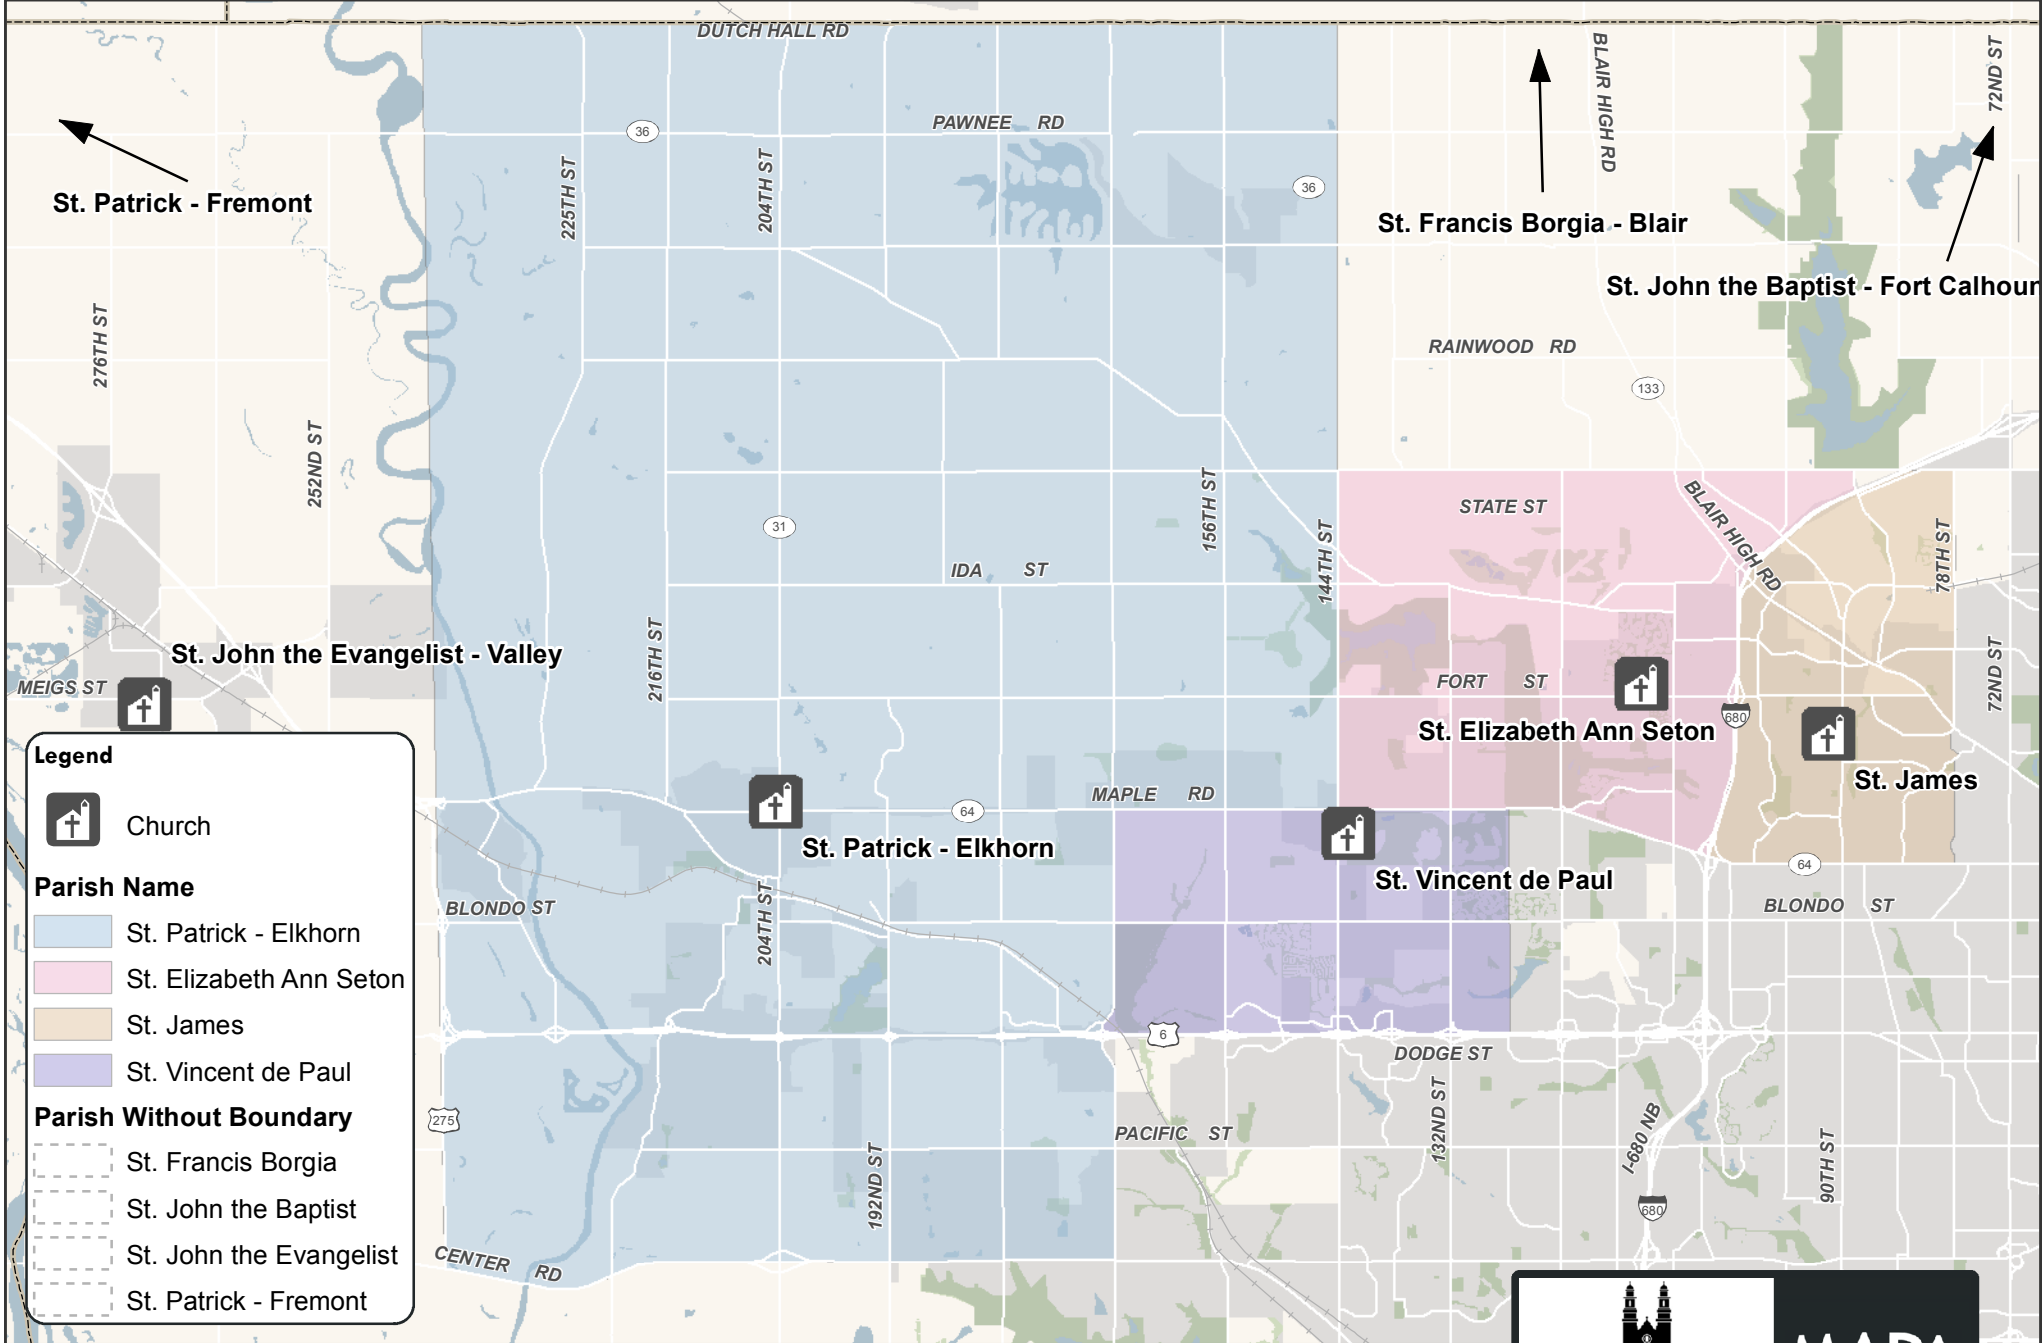 DUTCH HALL RD
BLAIR HIGH RD
72ND ST
36
PAWNEE RD
225TH ST
204TH ST
36
St. Patrick - Fremont
St. Francis Borgia - Blair
St. John the Baptist - Fort Calhoun
276TH ST
RAINWOOD RD
133
252ND ST
156TH ST
STATE ST
BLAIR HIGH RD
31
144TH ST
78TH ST
IDA ST
St. John the Evangelist - Valley
216TH ST
72ND ST
MEIGS ST
FORT ST
680
St. Elizabeth Ann Seton
St. James
MAPLE RD
64
St. Patrick - Elkhorn
64
St. Vincent de Paul
BLONDO ST
204TH ST
BLONDO ST
6
DODGE ST
275
132ND ST
I-680 NB
PACIFIC ST
90TH ST
192ND ST
680
CENTER RD
Legend
Church
Parish Name
St. Patrick - Elkhorn
St. Elizabeth Ann Seton
St. James
St. Vincent de Paul
Parish Without Boundary
St. Francis Borgia
St. John the Baptist
St. John the Evangelist
St. Patrick - Fremont